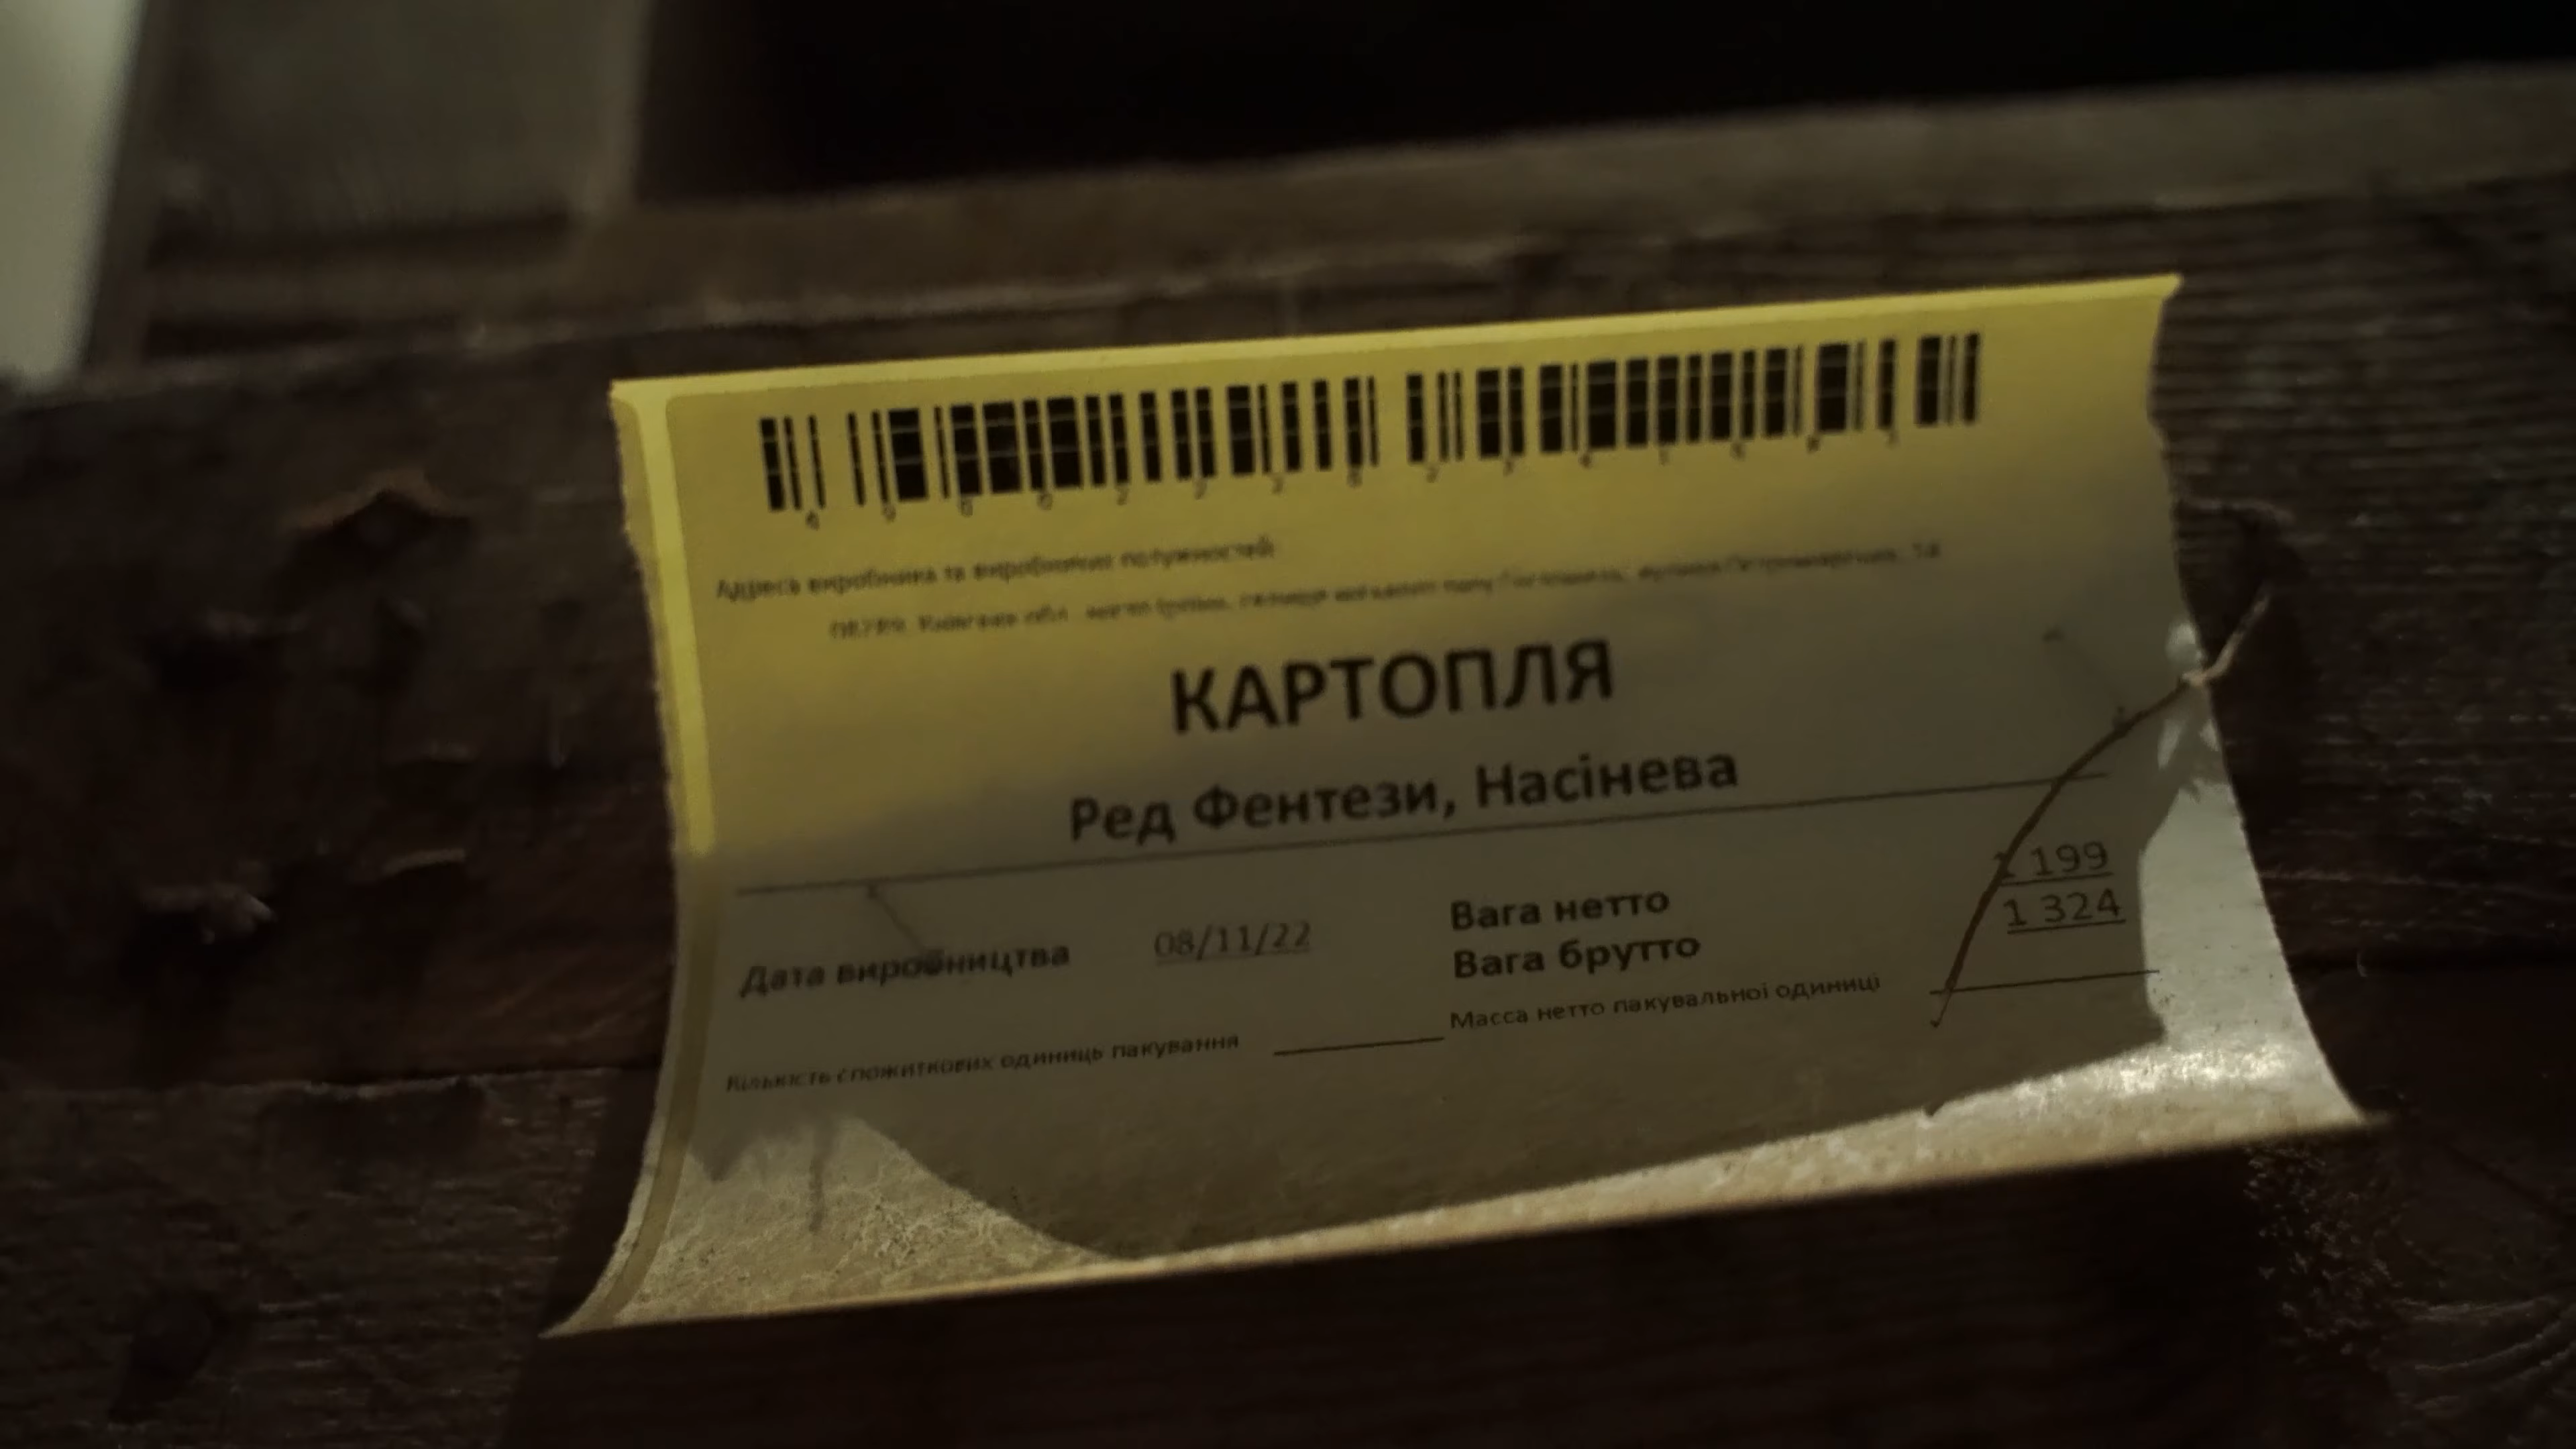 Адреса виробника та виробничих потужностей:
КАРТОПЛЯ
Ред Фентези, Насінева
Дата виробництва 08/11/22 Вага нетто 1 199
Вага брутто 1 324
Кількість спожиткових одиниць пакування Масса нетто пакувальної одиниці